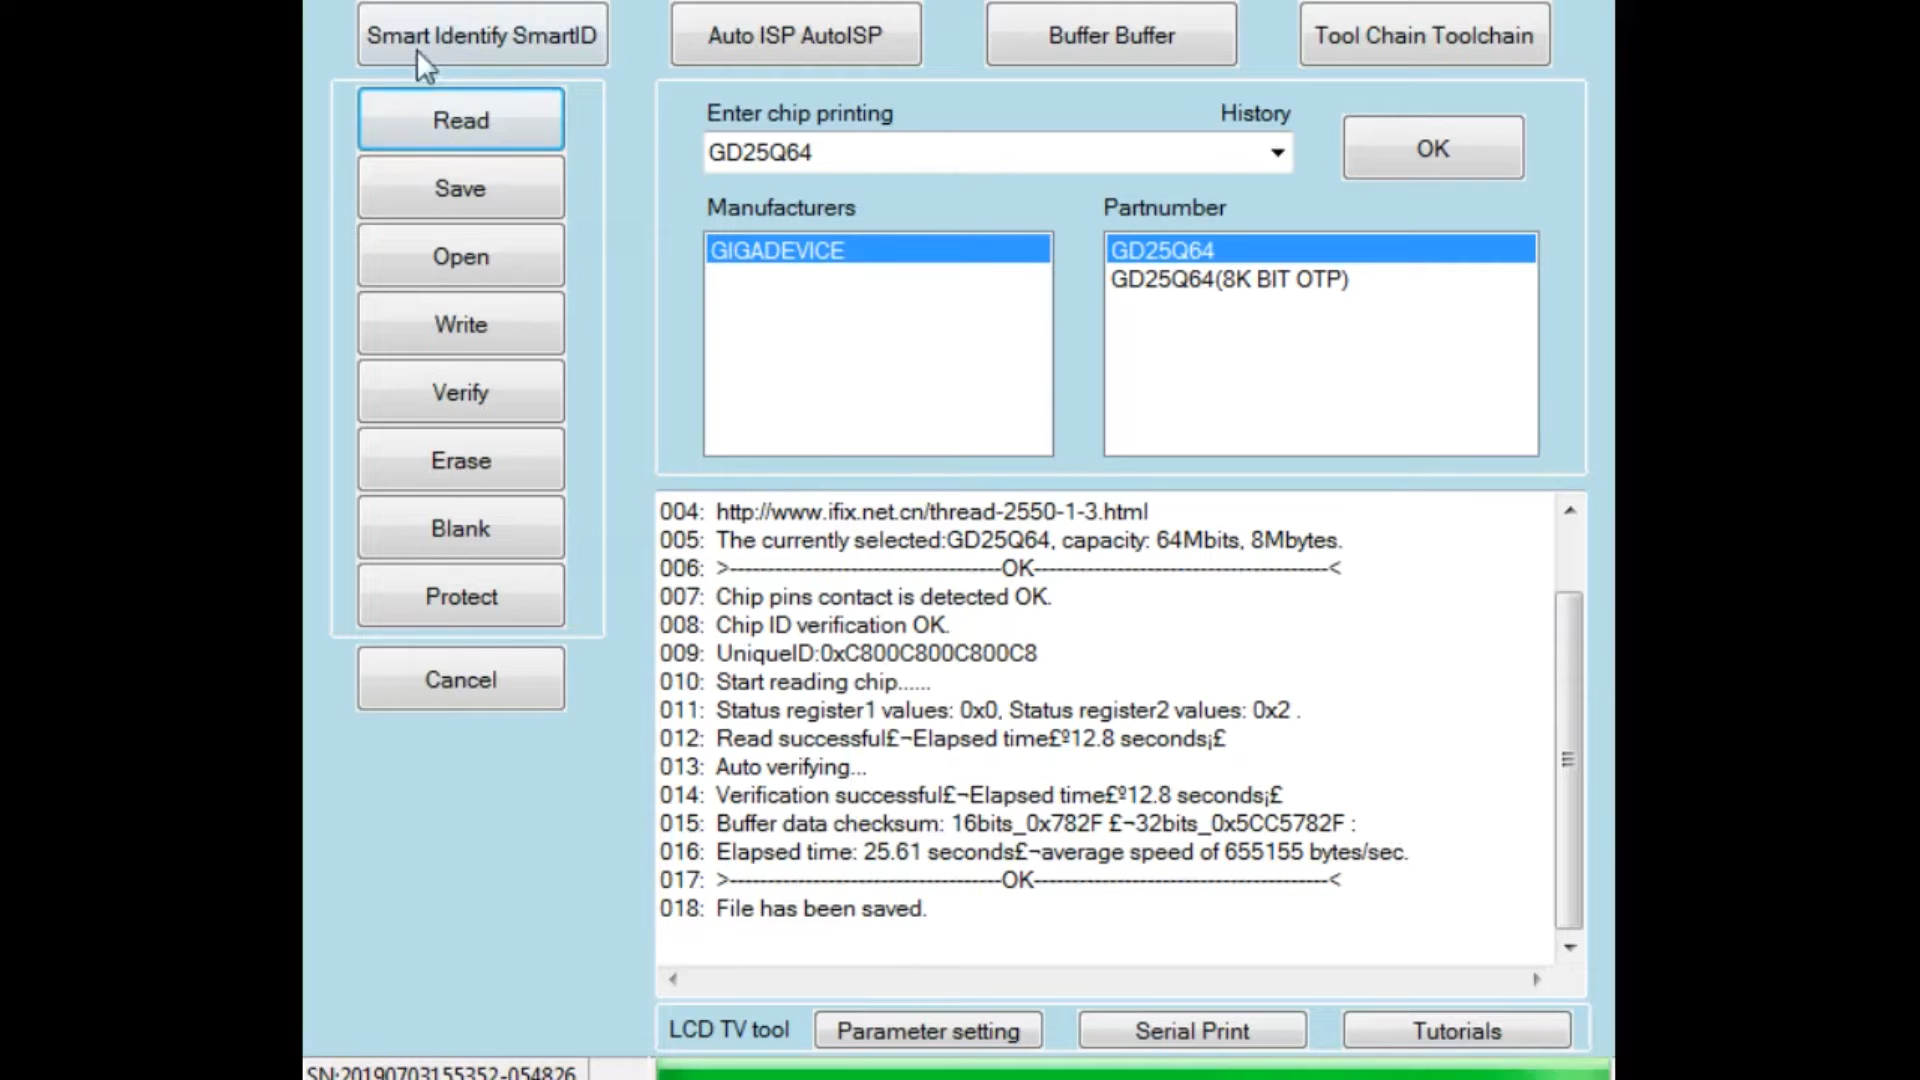 Smart Identify SmartID
Auto ISP AutoISP
Buffer Buffer
Tool Chain Toolchain
Read
Save
Open
Write
Verify
Erase
Blank
Protect
Cancel
Enter chip printing
History
GD25Q64
OK
Manufacturers
Partnumber
GIGADEVICE
GD25Q64
GD25Q64(8K BIT OTP)
004: http://www.ifix.net.cn/thread-2550-1-3.html
005: The currently selected:GD25Q64, capacity: 64Mbits, 8Mbytes.
006: >-----------------------------------OK--------------------------------------<
007: Chip pins contact is detected OK.
008: Chip ID verification OK.
009: UniqueID:0xC800C800C800C8
010: Start reading chip......
011: Status register1 values: 0x0, Status register2 values: 0x2 .
012: Read successful£¬Elapsed time£º12.8 seconds¡£
013: Auto verifying...
014: Verification successful£¬Elapsed time£º12.8 seconds¡£
015: Buffer data checksum: 16bits_0x782F £¬32bits_0x5CC5782F :
016: Elapsed time: 25.61 seconds£¬average speed of 655155 bytes/sec.
017: >-----------------------------------OK--------------------------------------<
018: File has been saved.
LCD TV tool
Parameter setting
Serial Print
Tutorials
SN:20190703155352-054826